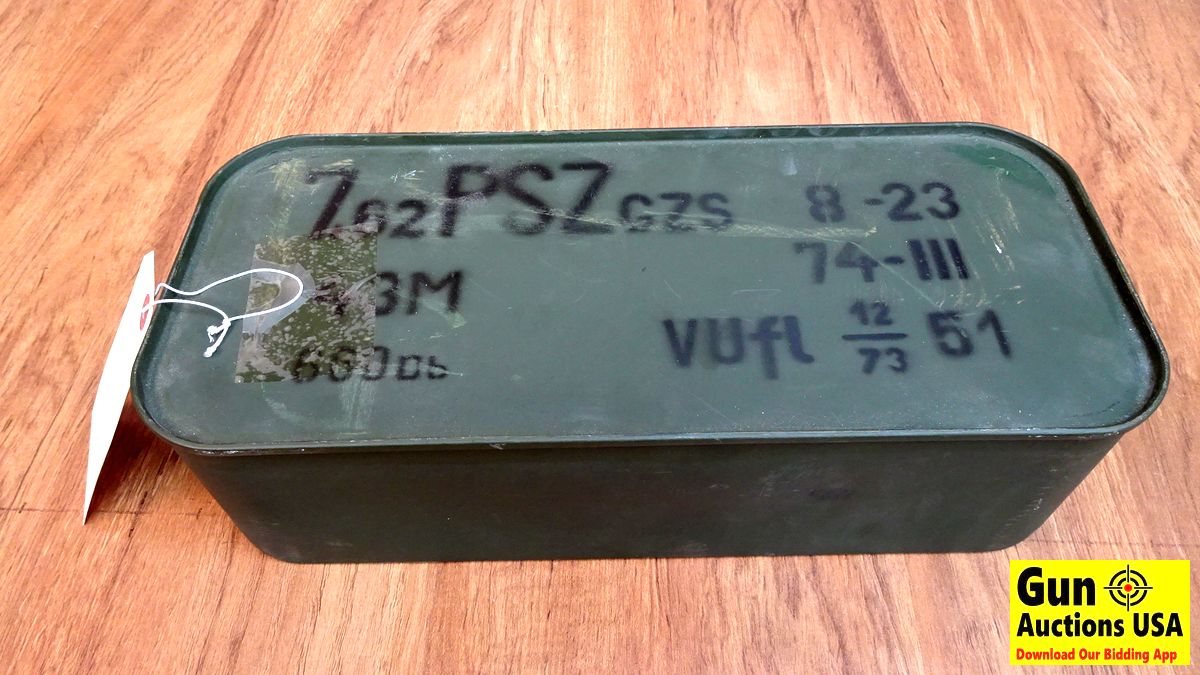 7,62 PSZ GZS
43M
660 Db
8-23
74-III
VUfl 12/73 51
Gun
Auctions USA
Download Our Bidding App